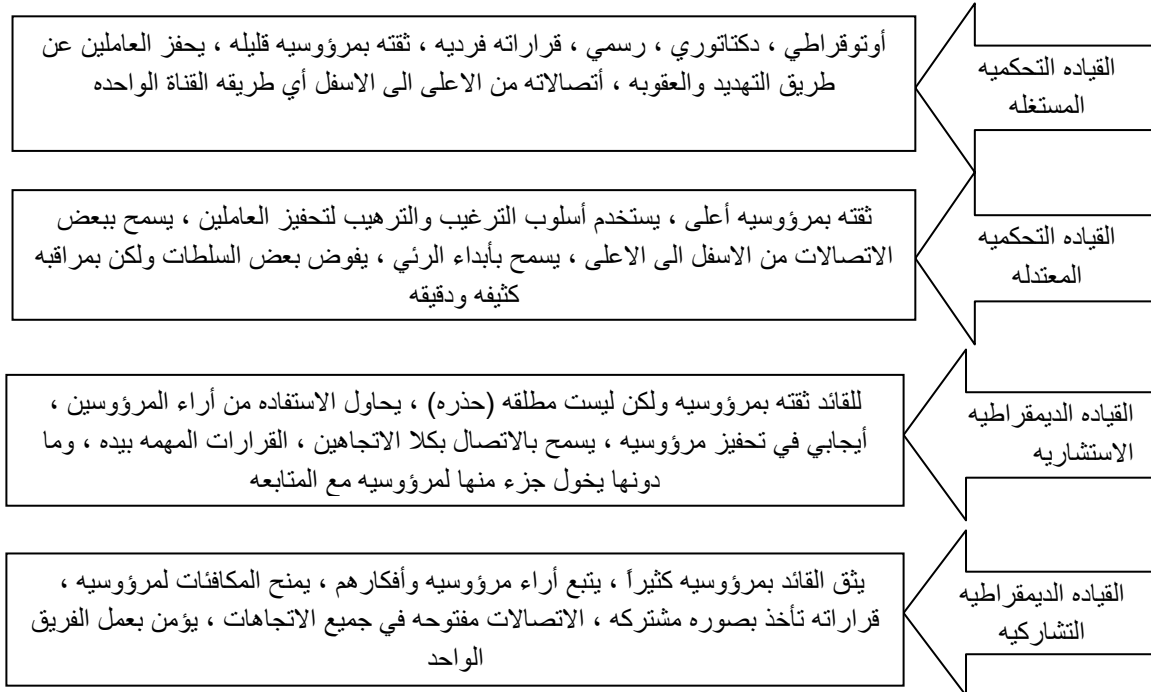 القياده التحكميه
المستغله
أوتوقراطي ، دكتاتوري ، رسمي ، قراراته فرديه ، ثقته بمرؤوسيه قليله ، يحفز العاملين عن
طريق التهديد والعقوبه ، أتصالاته من الاعلى الى الاسفل أي طريقه القناة الواحده
القياده التحكميه
المعتدله
ثقته بمرؤوسيه أعلى ، يستخدم أسلوب الترغيب والترهيب لتحفيز العاملين ، يسمح ببعض
الاتصالات من الاسفل الى الاعلى ، يسمح بأبداء الرئي ، يفوض بعض السلطات ولكن بمراقبه
كثيفه ودقيقه
القياده الديمقراطيه
الاستشاريه
للقائد ثقته بمرؤوسيه ولكن ليست مطلقه (حذره) ، يحاول الاستفاده من أراء المرؤوسين ،
أيجابي في تحفيز مرؤوسيه ، يسمح بالاتصال بكلا الاتجاهين ، القرارات المهمه بيده ، وما
دونها يخول جزء منها لمرؤوسيه مع المتابعه
القياده الديمقراطيه
التشاركيه
يثق القائد بمرؤوسيه كثيراً ، يتبع أراء مرؤوسيه وأفكارهم ، يمنح المكافئات لمرؤوسيه ،
قراراته تأخذ بصوره مشتركه ، الاتصالات مفتوحه في جميع الاتجاهات ، يؤمن بعمل الفريق
الواحد